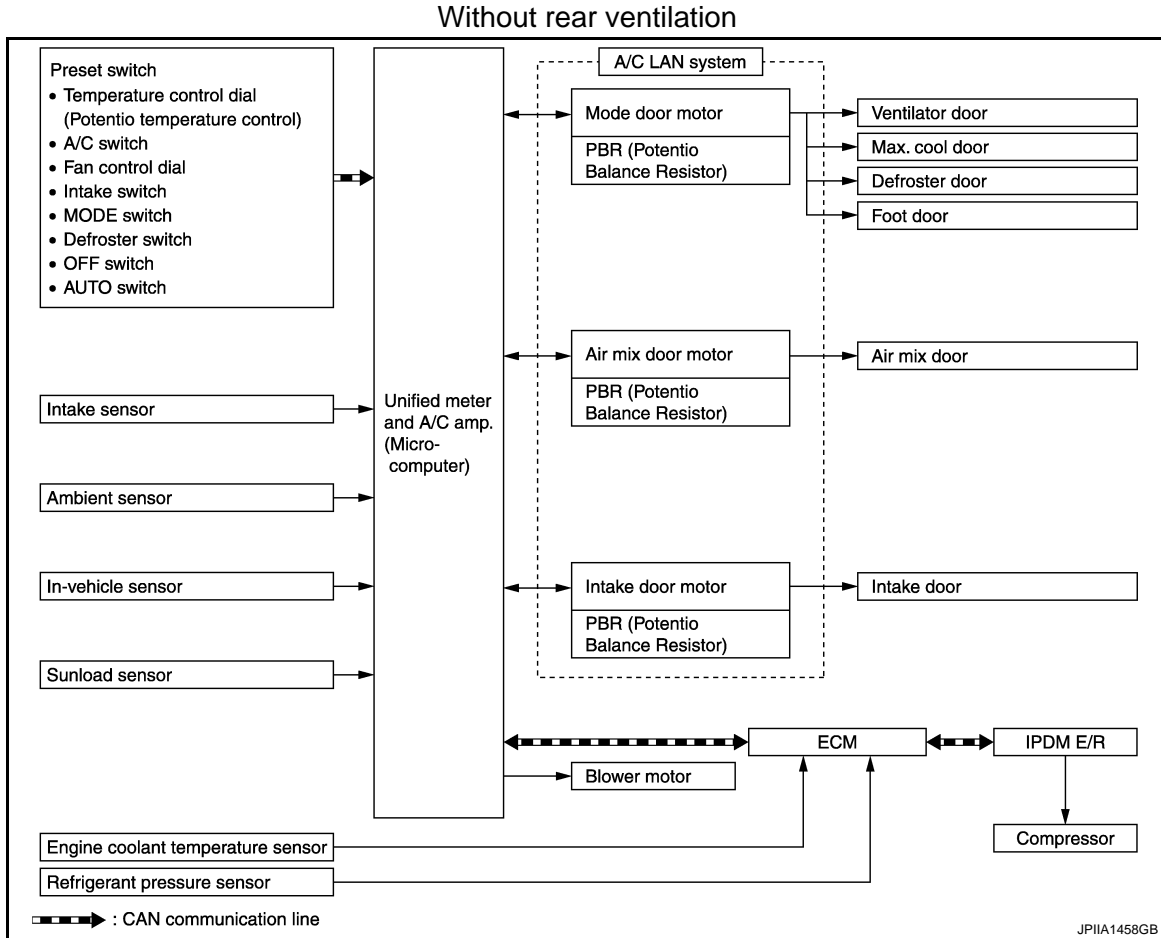 Without rear ventilation
Preset switch
• Temperature control dial
(Potentio temperature control)
• A/C switch
• Fan control dial
• Intake switch
• MODE switch
• Defroster switch
• OFF switch
• AUTO switch
Intake sensor
Ambient sensor
In-vehicle sensor
Sunload sensor
Unified meter
and A/C amp.
(Micro-
computer)
A/C LAN system
Mode door motor
PBR (Potentio
Balance Resistor)
Ventilator door
Max. cool door
Defroster door
Foot door
Air mix door motor
PBR (Potentio
Balance Resistor)
Air mix door
Intake door motor
PBR (Potentio
Balance Resistor)
Intake door
ECM
IPDM E/R
Blower motor
Compressor
Engine coolant temperature sensor
Refrigerant pressure sensor
: CAN communication line
JPIIA1458GB